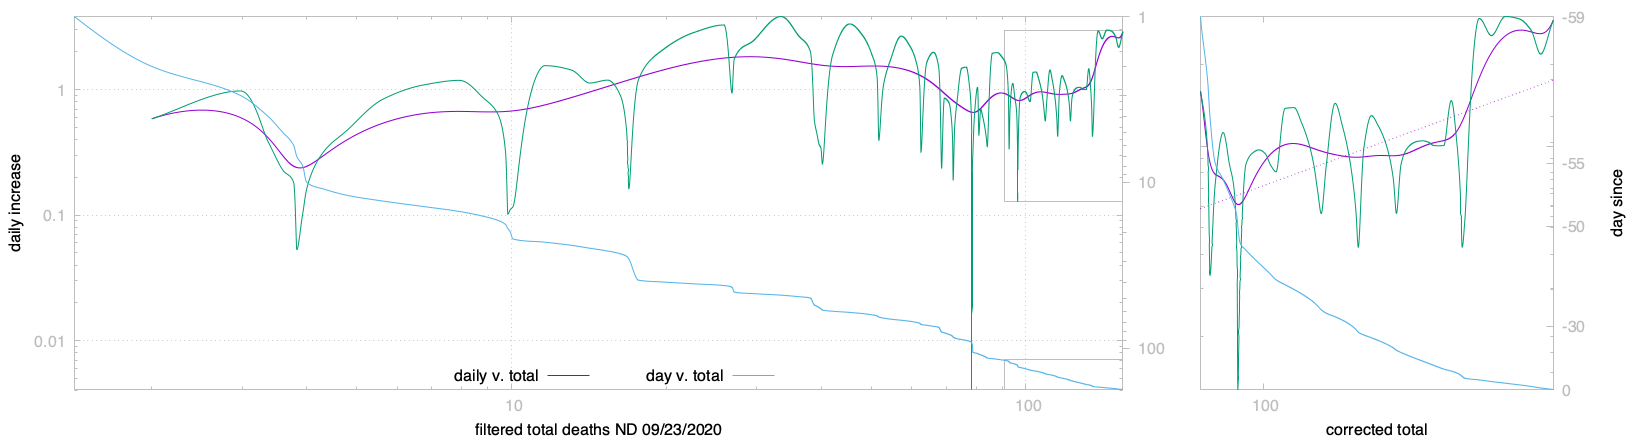 daily increase
1
0.1
0.01
10
100
1
10
100
daily v. total
day v. total
filtered total deaths ND 09/23/2020
100
-59
-55
-50
-30
0
day since
corrected total